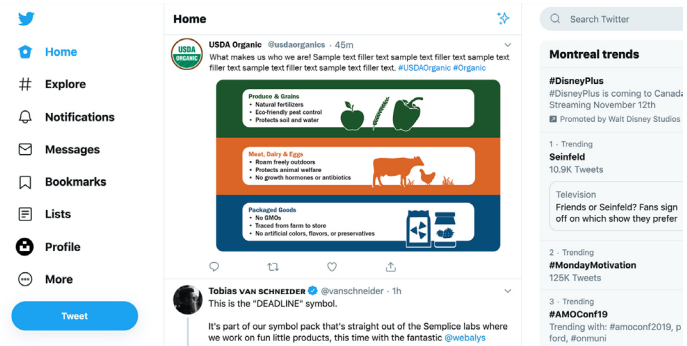 Home
Explore
Notifications
Messages
Bookmarks
Lists
Profile
More
Tweet
Home
USDA Organic @usdaorganics · 45m
What makes us who we are! Sample text filler text sample text filler text sample text
filler text sample text filler text sample text filler text. #USDAOrganic #Organic
USDA
ORGANIC
Produce & Grains
• Natural fertilizers
• Eco-friendly pest control
• Protects soil and water
Meat, Dairy & Eggs
• Roam freely outdoors
• Protects animal welfare
• No growth hormones or antibiotics
Packaged Goods
• No GMOs
• Traced from farm to store
• No artificial colors, flavors, or preservatives
Tobias VAN SCHNEIDER @vanschneider · 1h
This is the "DEADLINE" symbol.
It's part of our symbol pack that's straight out of the Semplice labs where
we work on fun little products, this time with the fantastic @webalys
Search Twitter
Montreal trends
#DisneyPlus
#DisneyPlus is coming to Canada
Streaming November 12th
Promoted by Walt Disney Studios
1 · Trending
Seinfeld
10.9K Tweets
Television
Friends or Seinfeld? Fans sign
off on which show they prefer
2 · Trending
#MondayMotivation
125K Tweets
3 · Trending
#AMOConf19
Trending with: #amoconf2019, p
ford, #onmuni